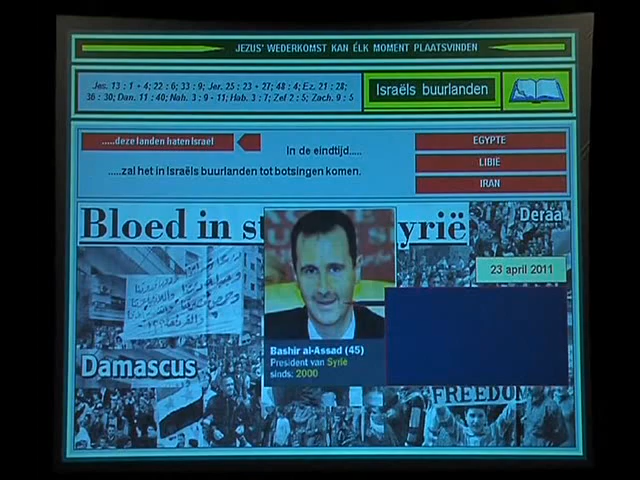 JEZUS' WEDERKOMST KAN ÉLK MOMENT PLAATSVINDEN
Jes. 13 : 1 + 4; 22 : 6; 33 : 9; Jer. 25 : 23 + 27; 48 : 4; Ez. 21 : 28;
36 : 30; Dan. 11 : 40; Nah. 3 : 9 - 11; Hab. 3 : 7; Zef 2 : 5; Zach. 9 : 5
Israëls buurlanden
.....deze landen haten Israël
In de eindtijd.....
.....zal het in Israëls buurlanden tot botsingen komen.
EGYPTE
LIBIË
IRAN
Bloed in st
yrië
Deraa
23 april 2011
Damascus
Bashir al-Assad (45)
President van Syrië
sinds: 2000
FREEDOM